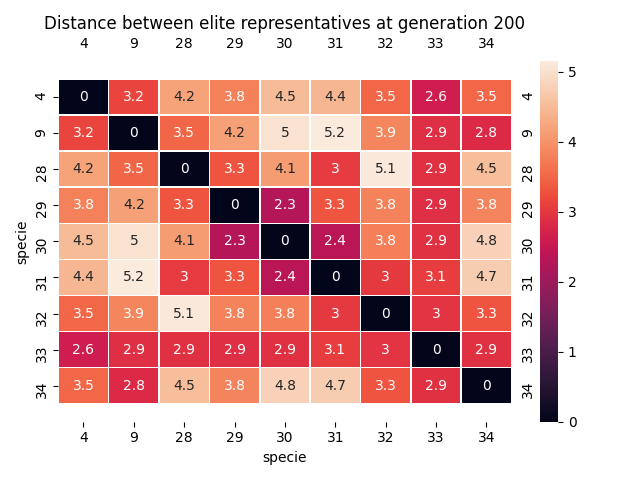 Distance between elite representatives at generation 200
4 9 28 29 30 31 32 33 34
4 0 3.2 4.2 3.8 4.5 4.4 3.5 2.6 3.5 4
9 3.2 0 3.5 4.2 5 5.2 3.9 2.9 2.8 9
28 4.2 3.5 0 3.3 4.1 3 5.1 2.9 4.5 28
29 3.8 4.2 3.3 0 2.3 3.3 3.8 2.9 3.8 29
30 4.5 5 4.1 2.3 0 2.4 3.8 2.9 4.8 30
31 4.4 5.2 3 3.3 2.4 0 3 3.1 4.7 31
32 3.5 3.9 5.1 3.8 3.8 3 0 3 3.3 32
33 2.6 2.9 2.9 2.9 2.9 3.1 3 0 2.9 33
34 3.5 2.8 4.5 3.8 4.8 4.7 3.3 2.9 0 34
4 9 28 29 30 31 32 33 34
specie
specie
5
4
3
2
1
0